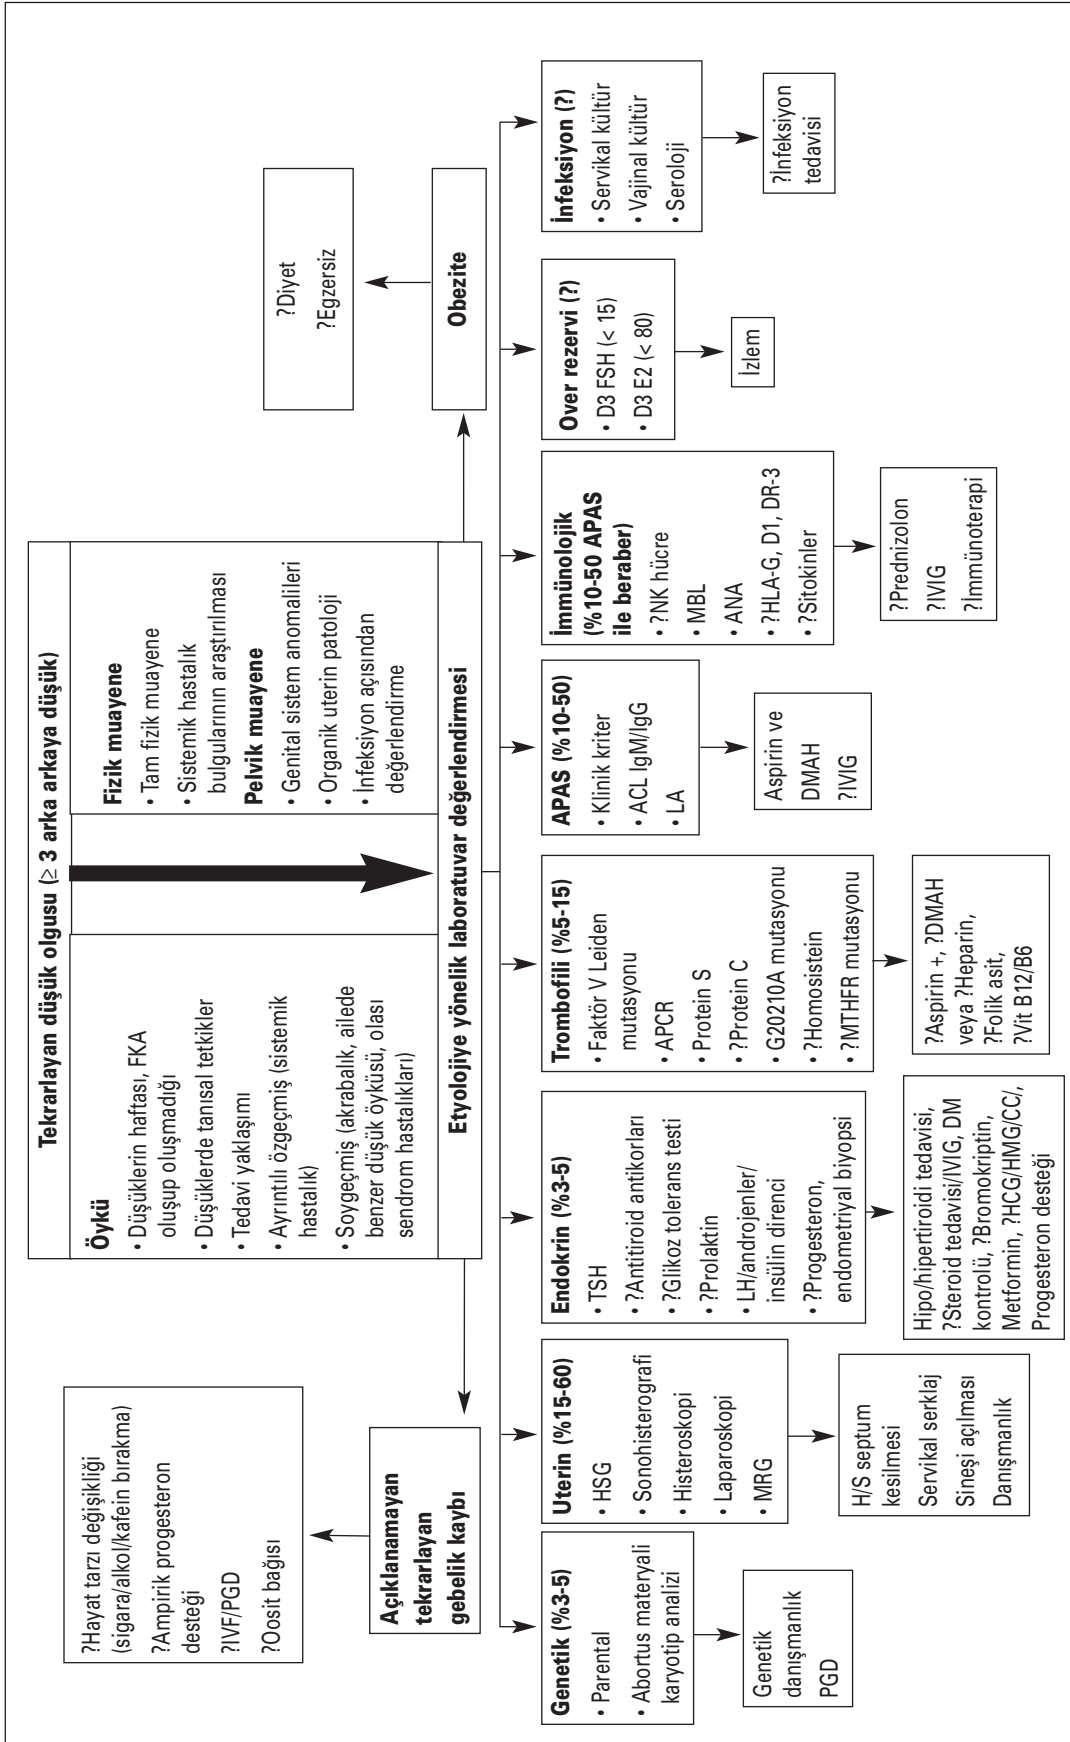 Tekrarlayan düşük olgusu (≥ 3 arka arkaya düşük)
Öykü
• Düşüklerin haftası, FKA
oluşup oluşmadığı
• Düşüklerde tanısal tetkikler
• Tedavi yaklaşımı
• Ayrıntılı özgeçmiş (sistemik
hastalık)
• Soygeçmiş (akrabalık, ailede
benzer düşük öyküsü, olası
sendrom hastalıkları)
Fizik muayene
• Tam fizik muayene
• Sistemik hastalık
bulgularının araştırılması
Pelvik muayene
• Genital sistem anomalileri
• Organik uterin patoloji
• İnfeksiyon açısından
değerlendirme
Etyolojiye yönelik laboratuvar değerlendirmesi
?Hayat tarzı değişikliği
(sigara/alkol/kafein bırakma)
?Ampirik progesteron
desteği
?IVF/PGD
?Oosit bağısı
Açıklanamayan
tekrarlayan
gebelik kaybı
?Diyet
?Egzersiz
Obezite
Genetik (%3-5)
• Parental
• Abortus materyali
karyotip analizi
Genetik
danışmanlık
PGD
Uterin (%15-60)
• HSG
• Sonohisterografi
• Histeroskopi
• Laparoskopi
• MRG
H/S septum
kesilmesi
Servikal serklaj
Sineşi açılması
Danışmanlık
Endokrin (%3-5)
• TSH
• ?Antitiroid antikorları
• ?Glikoz tolerans testi
• ?Prolaktin
• LH/androjenler/
insülin direnci
• ?Progesteron,
endometriyal biyopsi
Hipo/hipertiroidi tedavisi,
?Steroid tedavisi/IVIG, DM
kontrolü, ?Bromokriptin,
Metformin, ?HCG/HMG/CC/,
Progesteron desteği
Trombofili (%5-15)
• Faktör V Leiden
mutasyonu
• APCR
• Protein S
• ?Protein C
• G20210A mutasyonu
• ?Homosistein
• ?MTHFR mutasyonu
?Aspirin +, ?DMAH
veya ?Heparin,
?Folik asit,
?Vit B12/B6
APAS (%10-50)
• Klinik kriter
• ACL IgM/IgG
• LA
Aspirin ve
DMAH
?IVIG
İmmünolojik
(%10-50 APAS
ile beraber)
• ?NK hücre
• MBL
• ANA
• ?HLA-G, D1, DR-3
• ?Sitokinler
?Prednizolon
?IVIG
?İmmünoterapi
Over rezervi (?)
• D3 FSH (< 15)
• D3 E2 (< 80)
İzlem
İnfeksiyon (?)
• Servikal kültür
• Vajinal kültür
• Seroloji
?İnfeksiyon
tedavisi